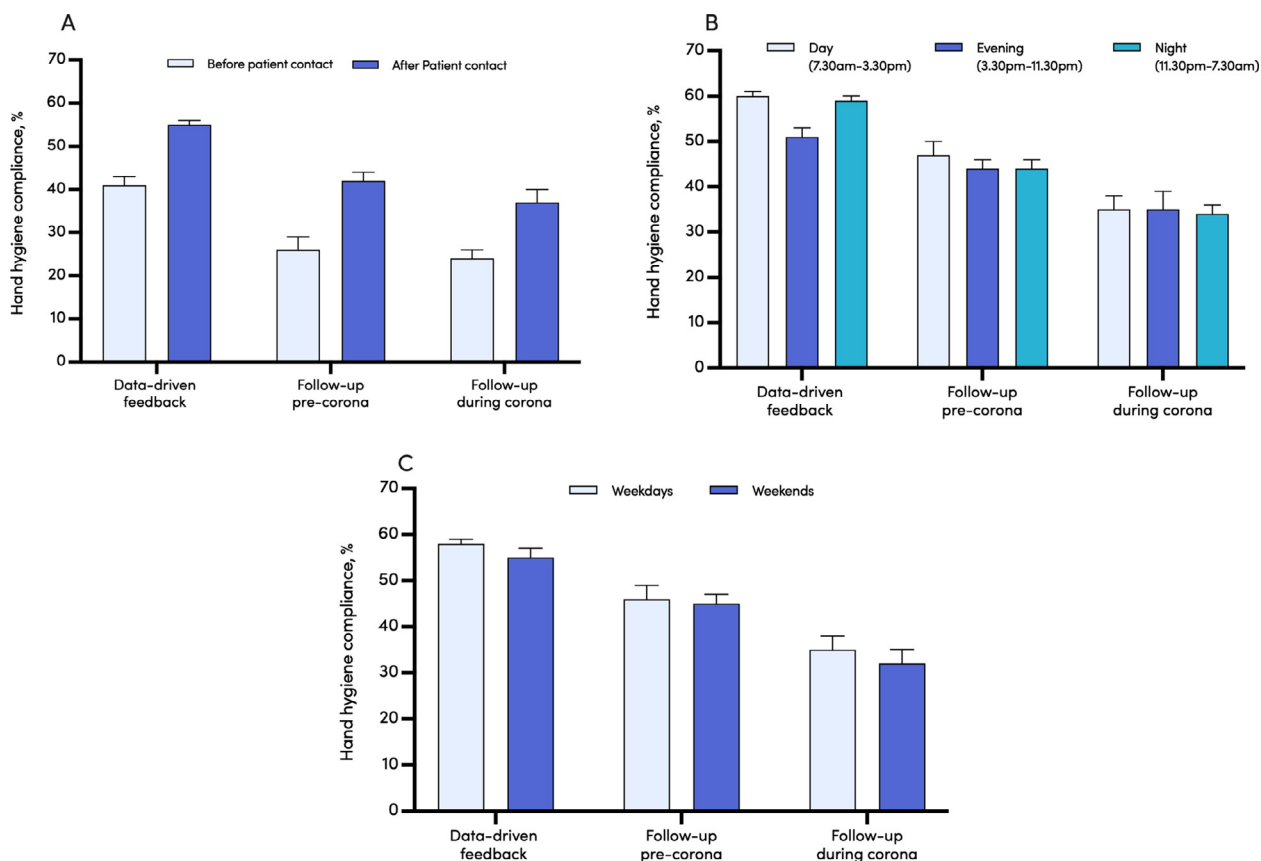 A
Before patient contact
After Patient contact
Hand hygiene compliance, %
70
60
50
40
30
20
10
0
Data-driven
feedback
Follow-up
pre-corona
Follow-up
during corona
B
Day
(7.30am-3.30pm)
Evening
(3.30pm-11.30pm)
Night
(11.30pm-7.30am)
Hand hygiene compliance, %
70
60
50
40
30
20
10
0
Data-driven
feedback
Follow-up
pre-corona
Follow-up
during corona
C
Weekdays
Weekends
Hand hygiene compliance, %
70
60
50
40
30
20
10
0
Data-driven
feedback
Follow-up
pre-corona
Follow-up
during corona